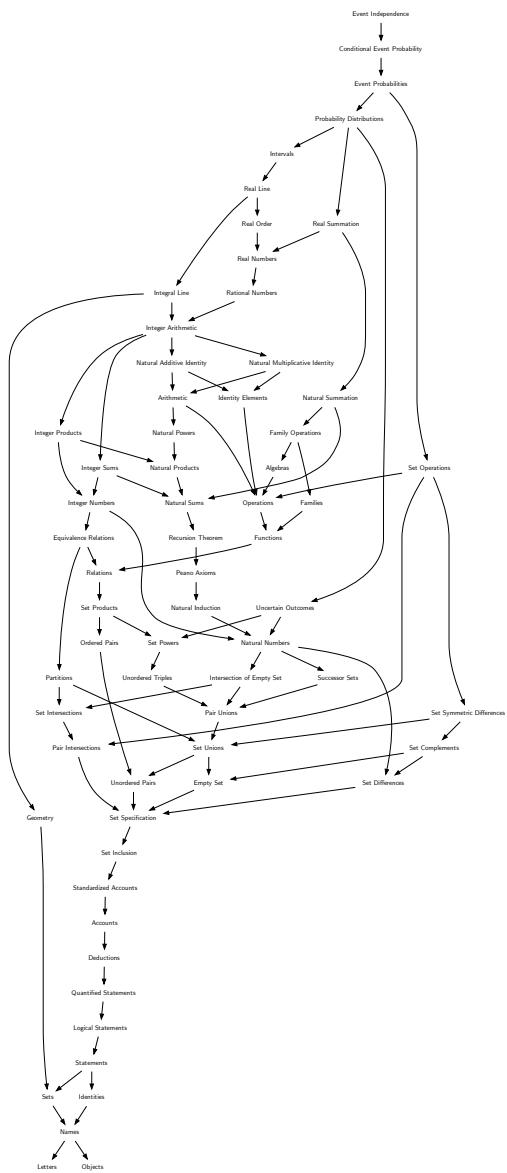 Event Independence
Conditional Event Probability
Event Probabilities
Probability Distributions
Intervals
Real Line
Real Order
Real Summation
Real Numbers
Integral Line
Rational Numbers
Integer Arithmetic
Natural Additive Identity
Natural Multiplicative Identity
Arithmetic
Identity Elements
Natural Summation
Integer Products
Natural Powers
Family Operations
Integer Sums
Natural Products
Algebras
Set Operations
Integer Numbers
Natural Sums
Operations
Families
Equivalence Relations
Recursion Theorem
Functions
Relations
Peano Axioms
Set Products
Natural Induction
Uncertain Outcomes
Ordered Pairs
Set Powers
Natural Numbers
Partitions
Unordered Triples
Intersection of Empty Set
Successor Sets
Set Intersections
Pair Unions
Set Symmetric Differences
Pair Intersections
Set Unions
Set Complements
Unordered Pairs
Empty Set
Set Differences
Geometry
Set Specification
Set Inclusion
Standardized Accounts
Accounts
Deductions
Quantified Statements
Logical Statements
Statements
Sets
Identities
Names
Letters
Objects